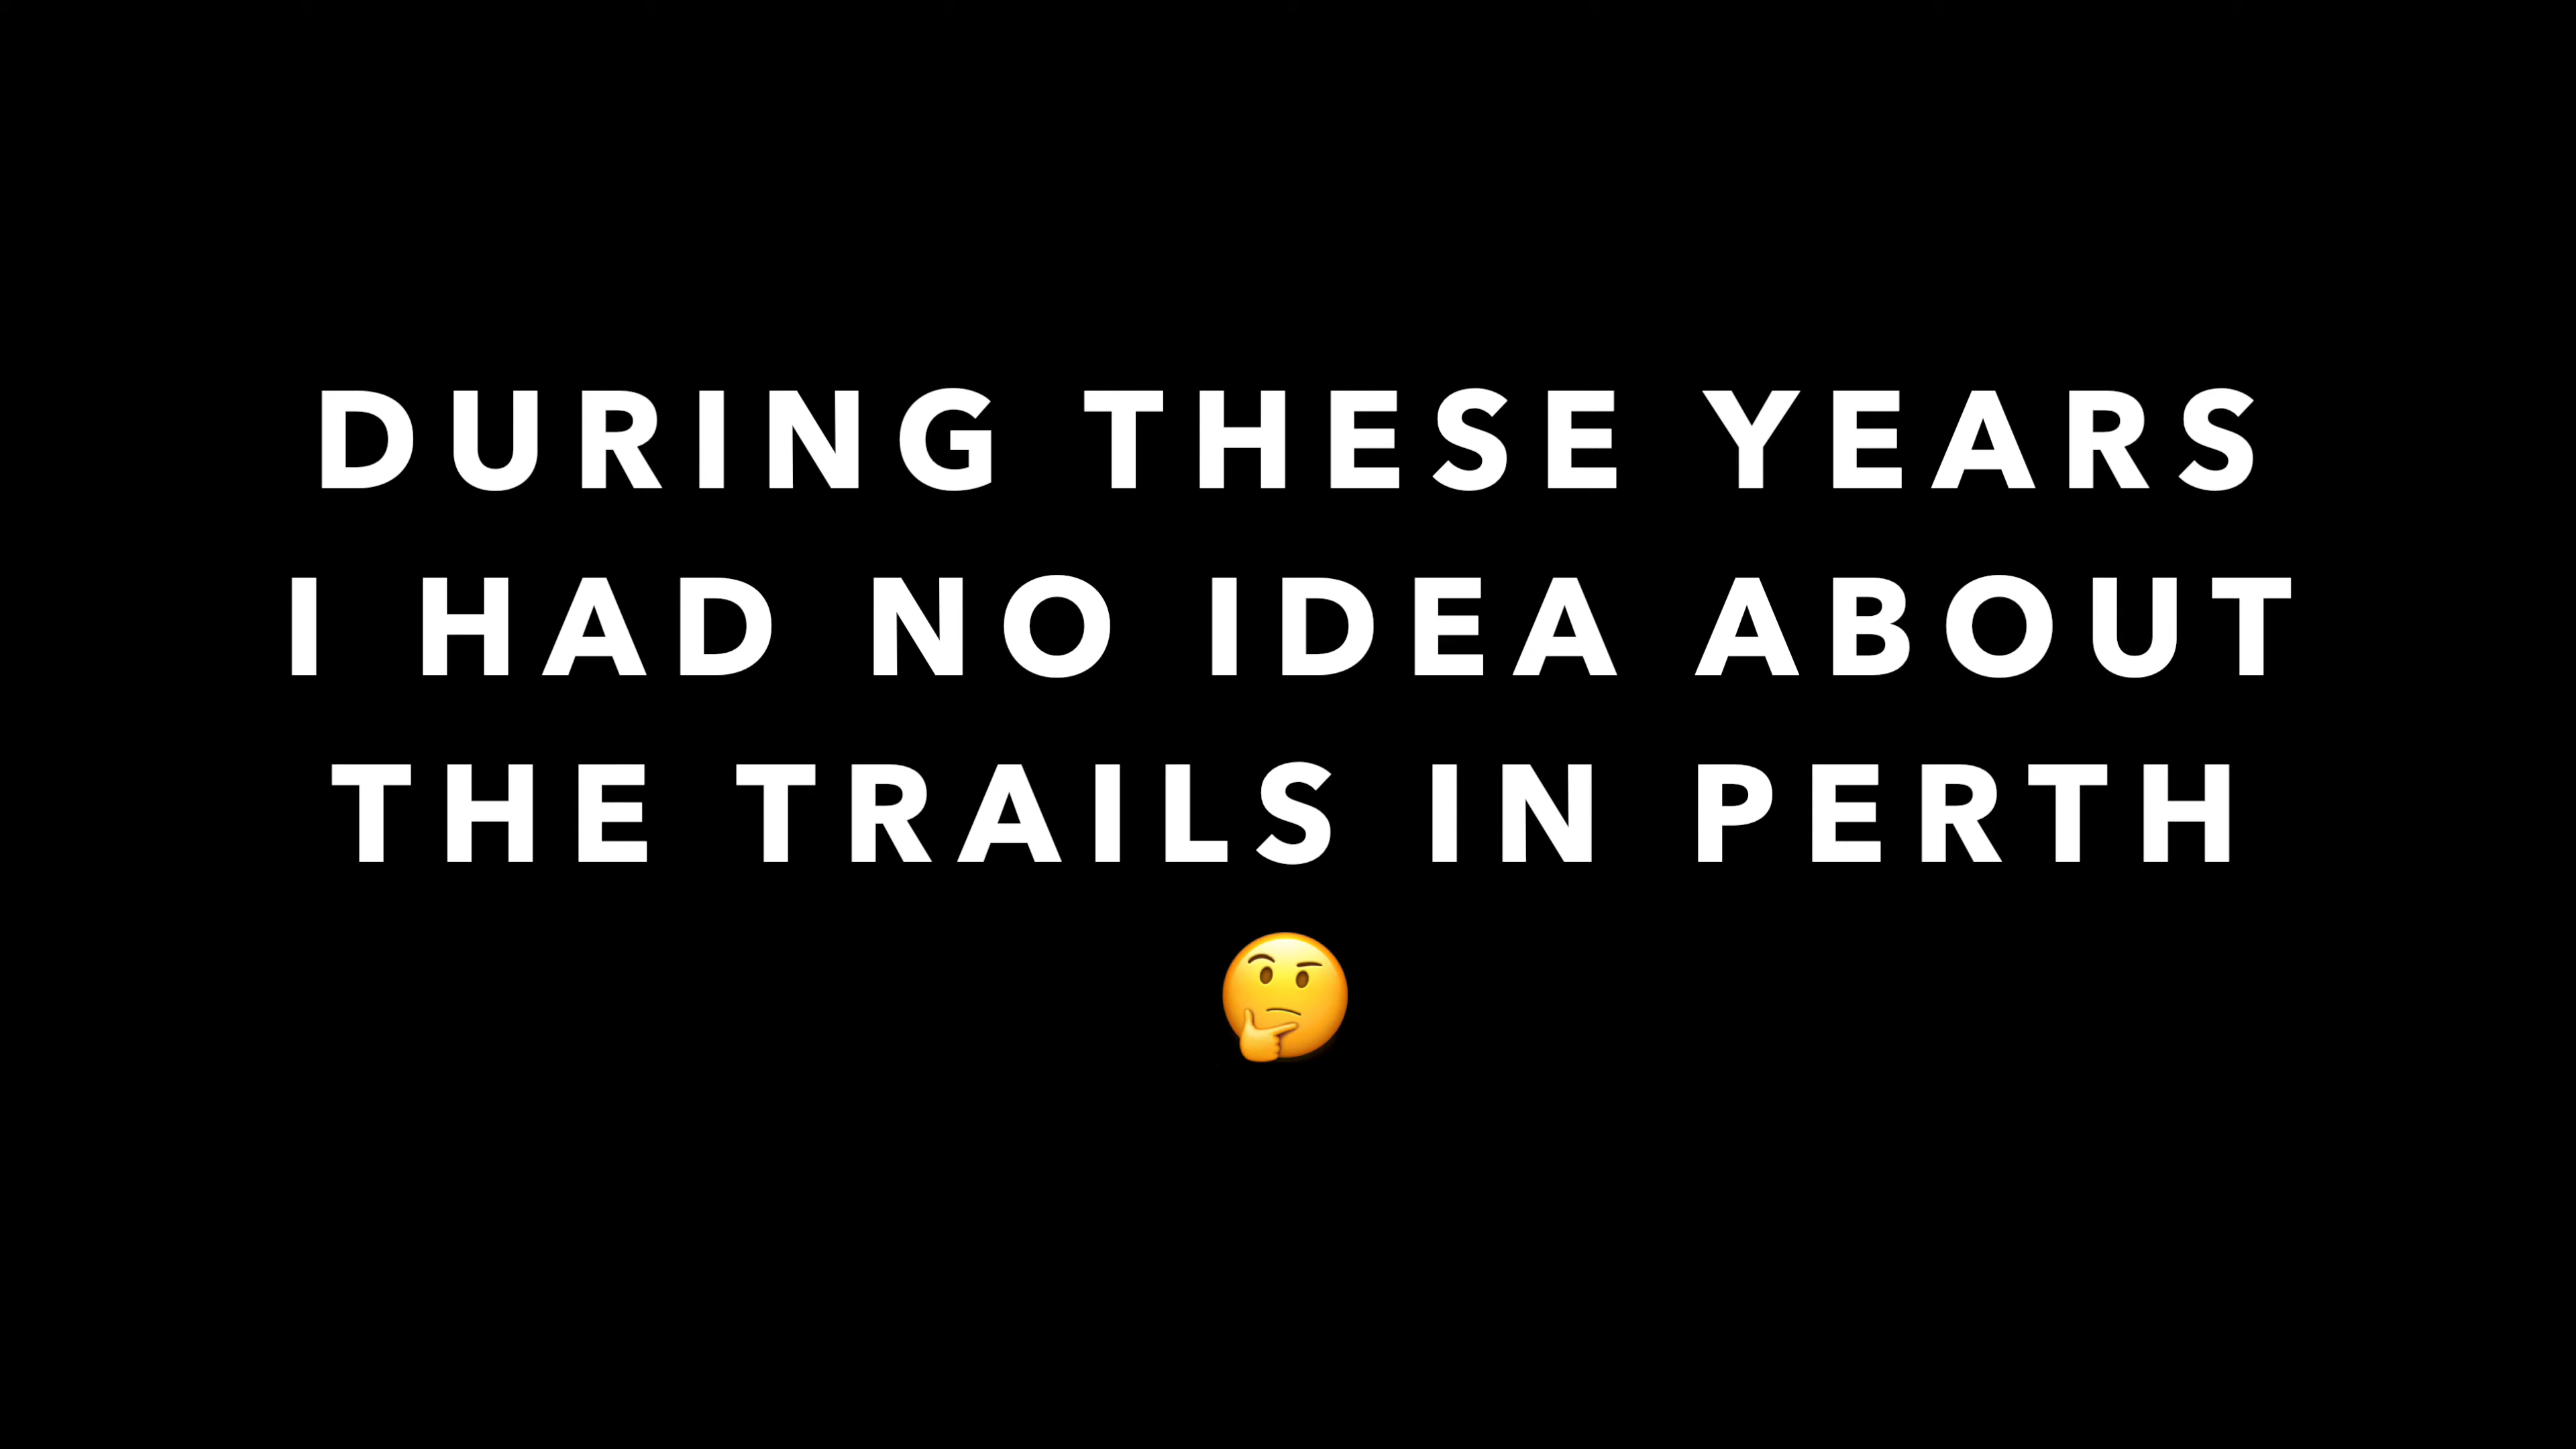 DURING THESE YEARS
I HAD NO IDEA ABOUT
THE TRAILS IN PERTH
🤔